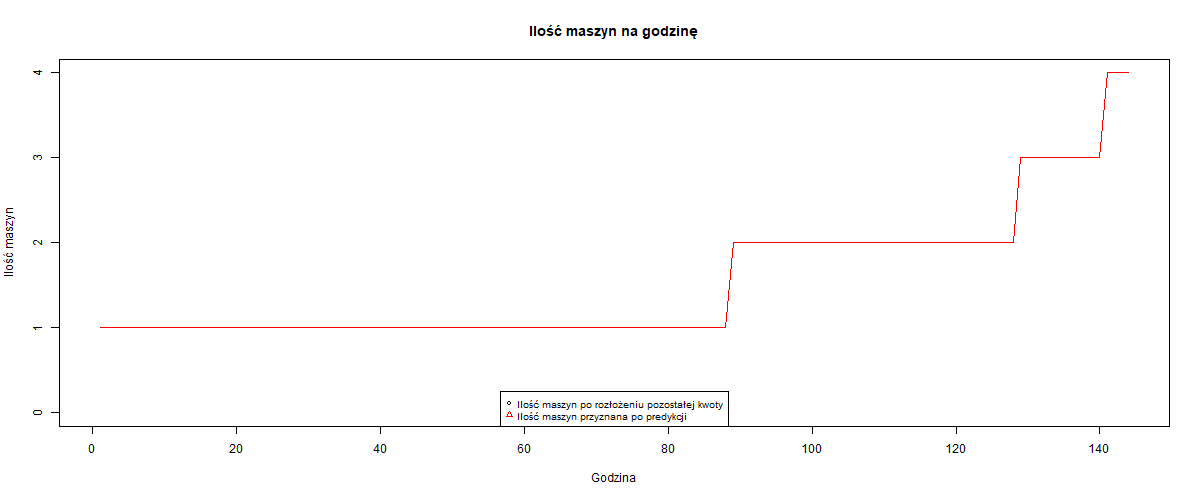 Ilość maszyn na godzinę
Ilość maszyn
4
3
2
1
0
Ilość maszyn po rozłożeniu pozostałej kwoty
Ilość maszyn przyznana po predykcji
0 20 40 60 80 100 120 140
Godzina